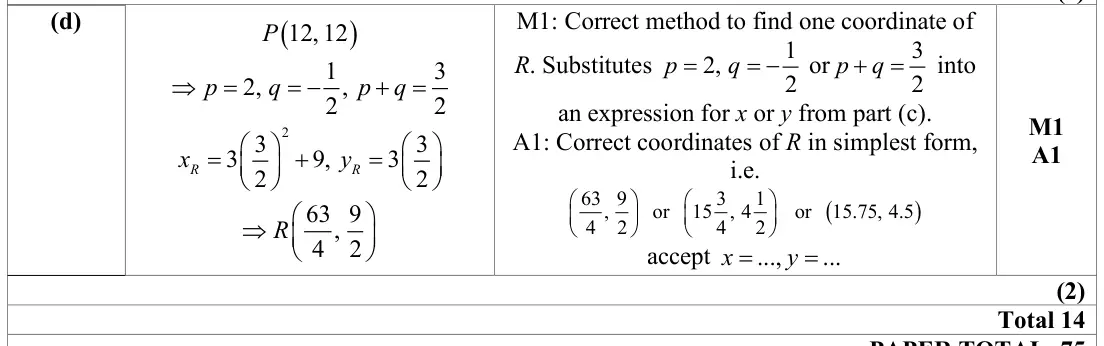 (d)
P(12, 12)
⇒ p = 2, q = −1/2, p + q = 3/2
x_R = 3(3/2)² + 9, y_R = 3(3/2)
⇒ R(63/4, 9/2)
M1: Correct method to find one coordinate of
R. Substitutes p = 2, q = −1/2 or p + q = 3/2 into
an expression for x or y from part (c).
A1: Correct coordinates of R in simplest form,
i.e.
(63/4, 9/2) or (15 3/4, 4 1/2) or (15.75, 4.5)
accept x = ..., y = ...
M1
A1
(2)
Total 14
PAPER TOTAL 75